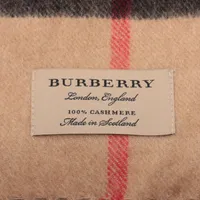 BURBERRY
London, England
100% CASHMERE
Made in Scotland